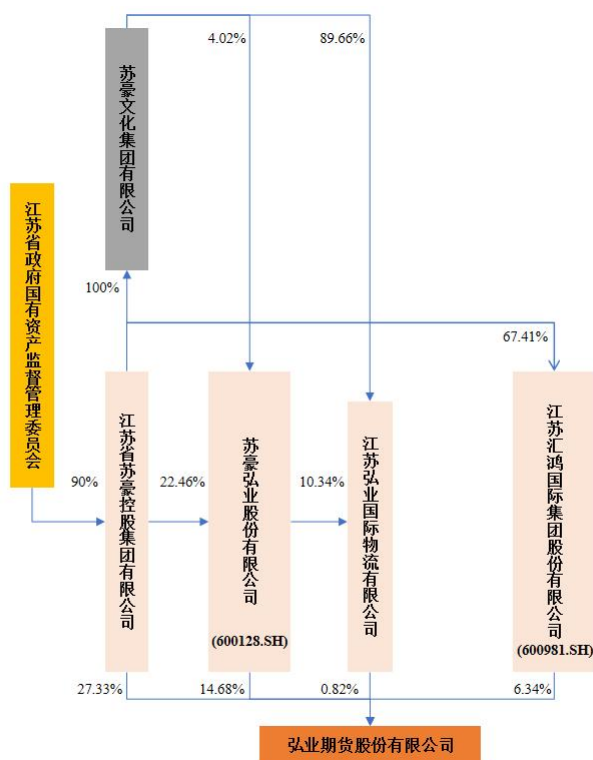 4.02%
89.66%
苏豪文化集团有限公司
江苏省政府国有资产监督管理委员会
100%
67.41%
90%
江苏省苏豪控股集团有限公司
22.46%
苏豪弘业股份有限公司
(600128.SH)
10.34%
江苏弘业国际物流有限公司
江苏汇鸿国际集团股份有限公司
(600981.SH)
27.33%
14.68%
0.82%
6.34%
弘业期货股份有限公司